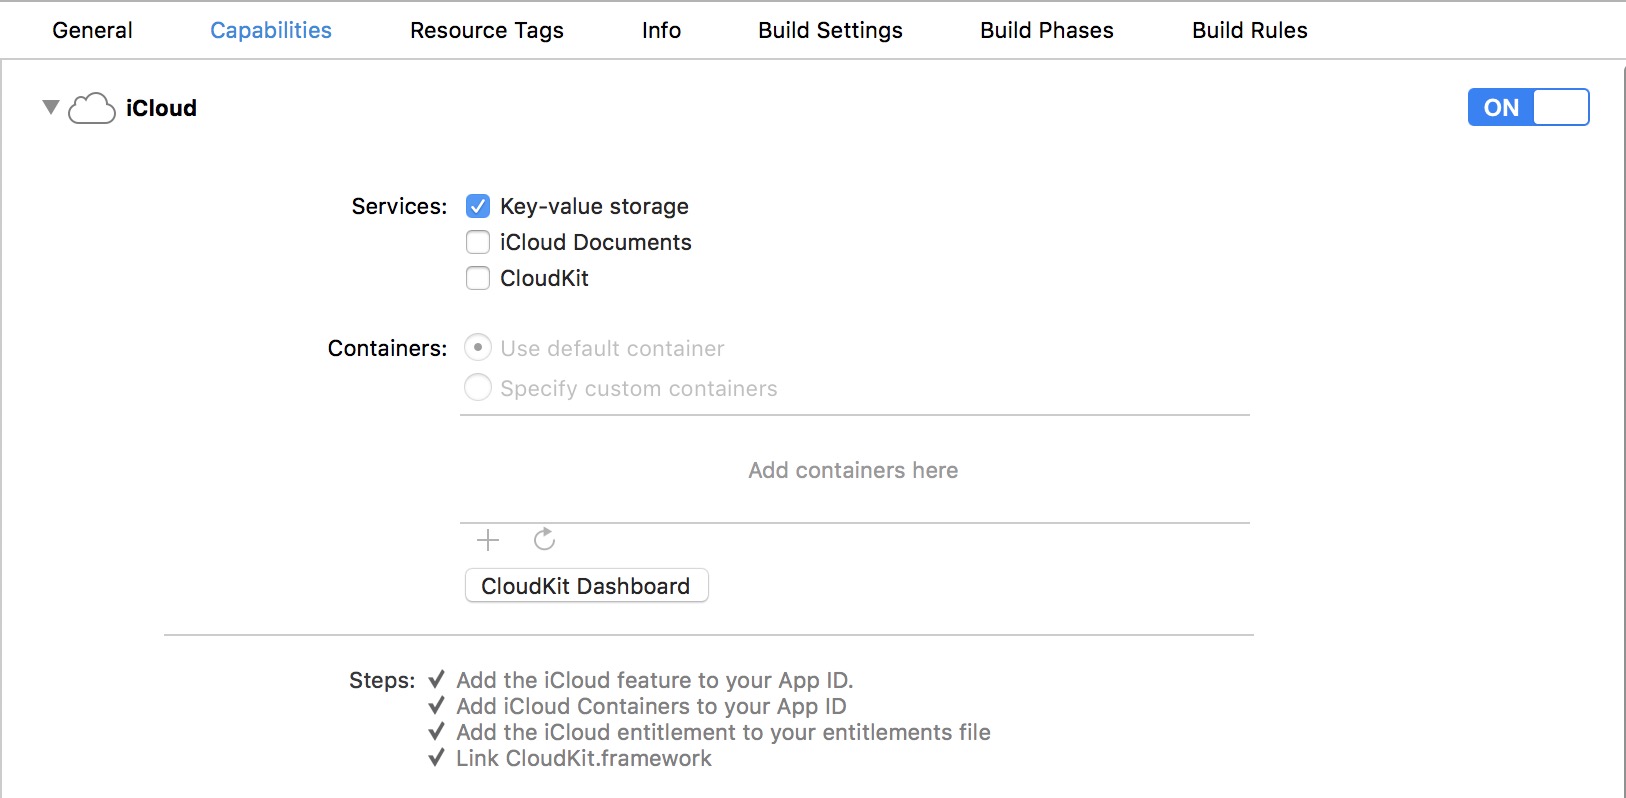 General Capabilities Resource Tags Info Build Settings Build Phases Build Rules
iCloud ON
Services: Key-value storage
iCloud Documents
CloudKit
Containers: Use default container
Specify custom containers
Add containers here
CloudKit Dashboard
Steps: Add the iCloud feature to your App ID.
Add iCloud Containers to your App ID
Add the iCloud entitlement to your entitlements file
Link CloudKit.framework